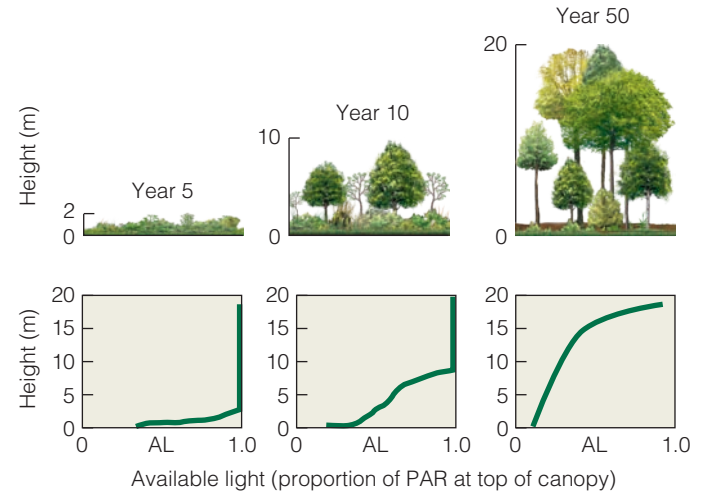 Year 50
20
Height (m)
0
Year 10
10
0
Year 5
Height (m)
2
0
20
15
10
5
0
0 AL 1.0
20
15
10
5
0
0 AL 1.0
20
15
10
5
0
0 AL 1.0
Height (m)
Available light (proportion of PAR at top of canopy)